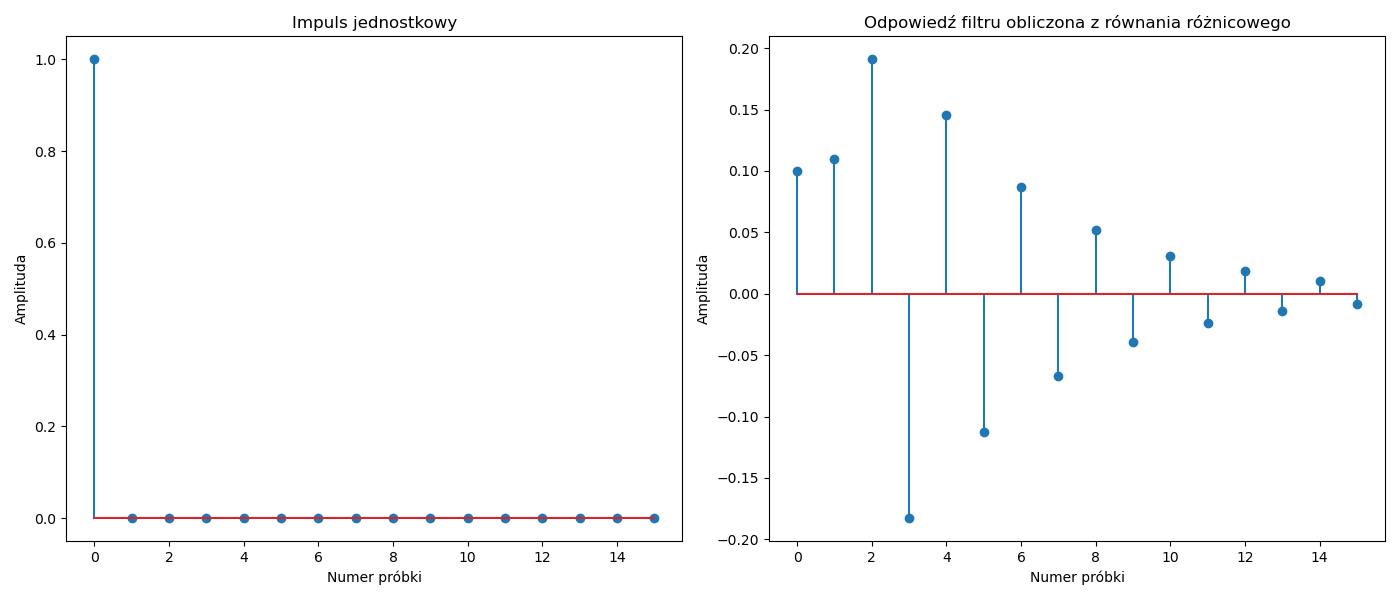 Impuls jednostkowy
Amplituda
1.0
0.8
0.6
0.4
0.2
0.0
0 2 4 6 8 10 12 14
Numer próbki
Odpowiedź filtru obliczona z równania różnicowego
Amplituda
0.20
0.15
0.10
0.05
0.00
−0.05
−0.10
−0.15
−0.20
0 2 4 6 8 10 12 14
Numer próbki